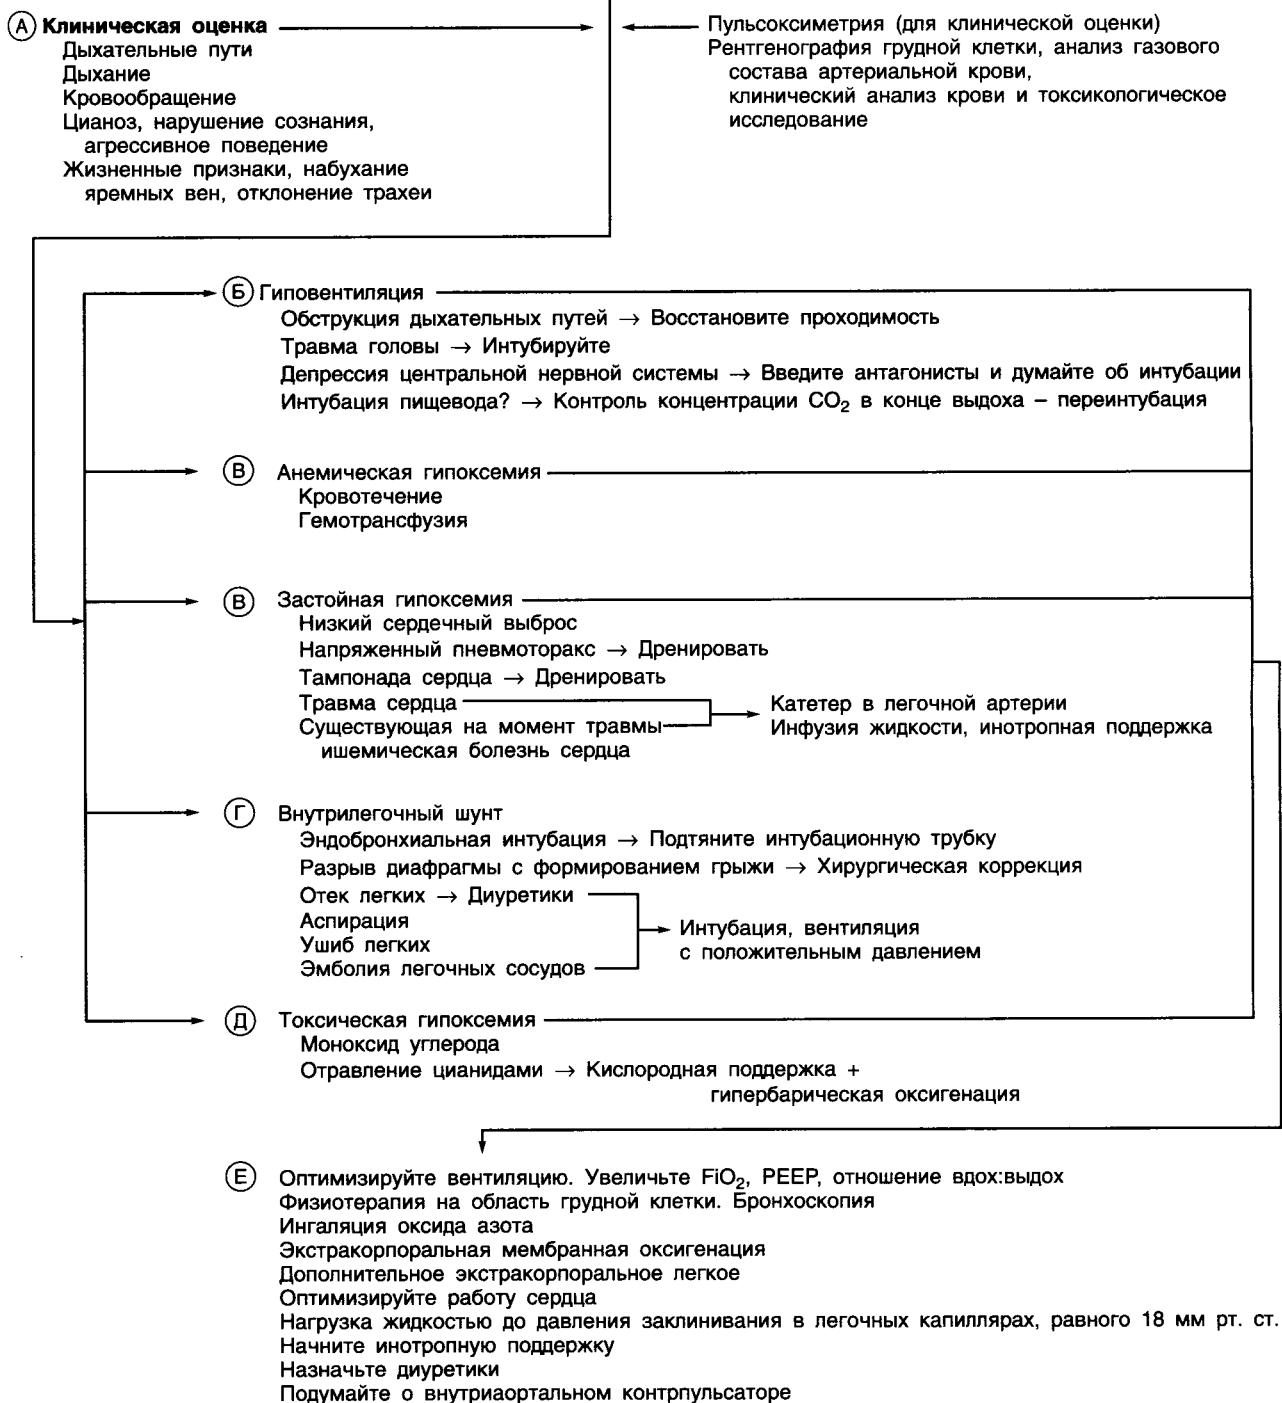 А Клиническая оценка
Дыхательные пути
Дыхание
Кровообращение
Цианоз, нарушение сознания,
агрессивное поведение
Жизненные признаки, набухание
яремных вен, отклонение трахеи
Пульсоксиметрия (для клинической оценки)
Рентгенография грудной клетки, анализ газового
состава артериальной крови,
клинический анализ крови и токсикологическое
исследование
Б Гиповентиляция
Обструкция дыхательных путей → Восстановите проходимость
Травма головы → Интубируйте
Депрессия центральной нервной системы → Введите антагонисты и думайте об интубации
Интубация пищевода? → Контроль концентрации CO₂ в конце выдоха – переинтубация
В Анемическая гипоксемия
Кровотечение
Гемотрансфузия
В Застойная гипоксемия
Низкий сердечный выброс
Напряженный пневмоторакс → Дренировать
Тампонада сердца → Дренировать
Травма сердца
Существующая на момент травмы
ишемическая болезнь сердца
Катетер в легочной артерии
Инфузия жидкости, инотропная поддержка
Г Внутрилегочный шунт
Эндобронхиальная интубация → Подтяните интубационную трубку
Разрыв диафрагмы с формированием грыжи → Хирургическая коррекция
Отек легких → Диуретики
Аспирация
Ушиб легких
Эмболия легочных сосудов
Интубация, вентиляция
с положительным давлением
Д Токсическая гипоксемия
Моноксид углерода
Отравление цианидами → Кислородная поддержка +
гипербарическая оксигенация
Е Оптимизируйте вентиляцию. Увеличьте FiO₂, PEEP, отношение вдох:выдох
Физиотерапия на область грудной клетки. Бронхоскопия
Ингаляция оксида азота
Экстракорпоральная мембранная оксигенация
Дополнительное экстракорпоральное легкое
Оптимизируйте работу сердца
Нагрузка жидкостью до давления заклинивания в легочных капиллярах, равного 18 мм рт. ст.
Начните инотропную поддержку
Назначьте диуретики
Подумайте о внутриаортальном контрпульсаторе